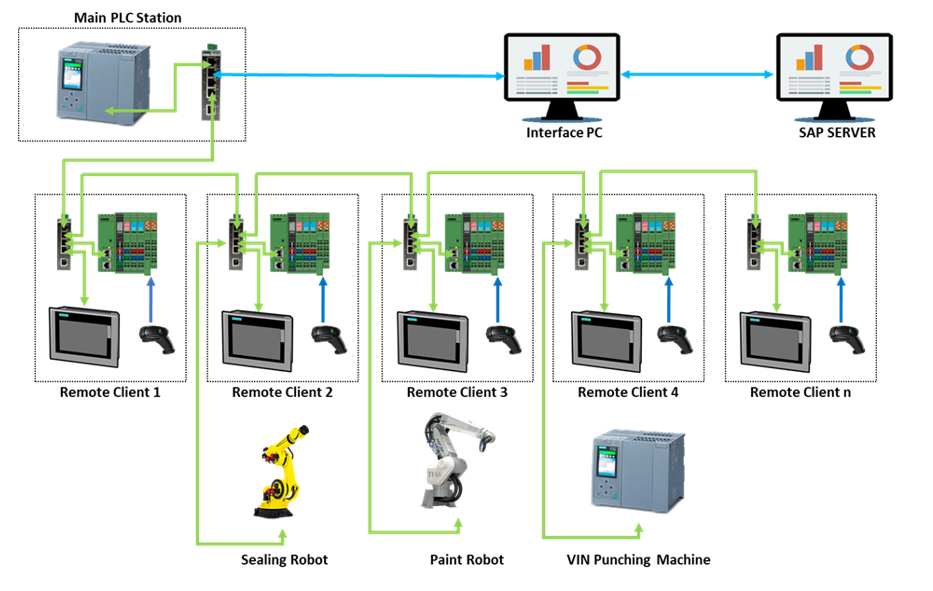 Main PLC Station
Interface PC
SAP SERVER
Remote Client 1
Remote Client 2
Remote Client 3
Remote Client 4
Remote Client n
Sealing Robot
Paint Robot
VIN Punching Machine